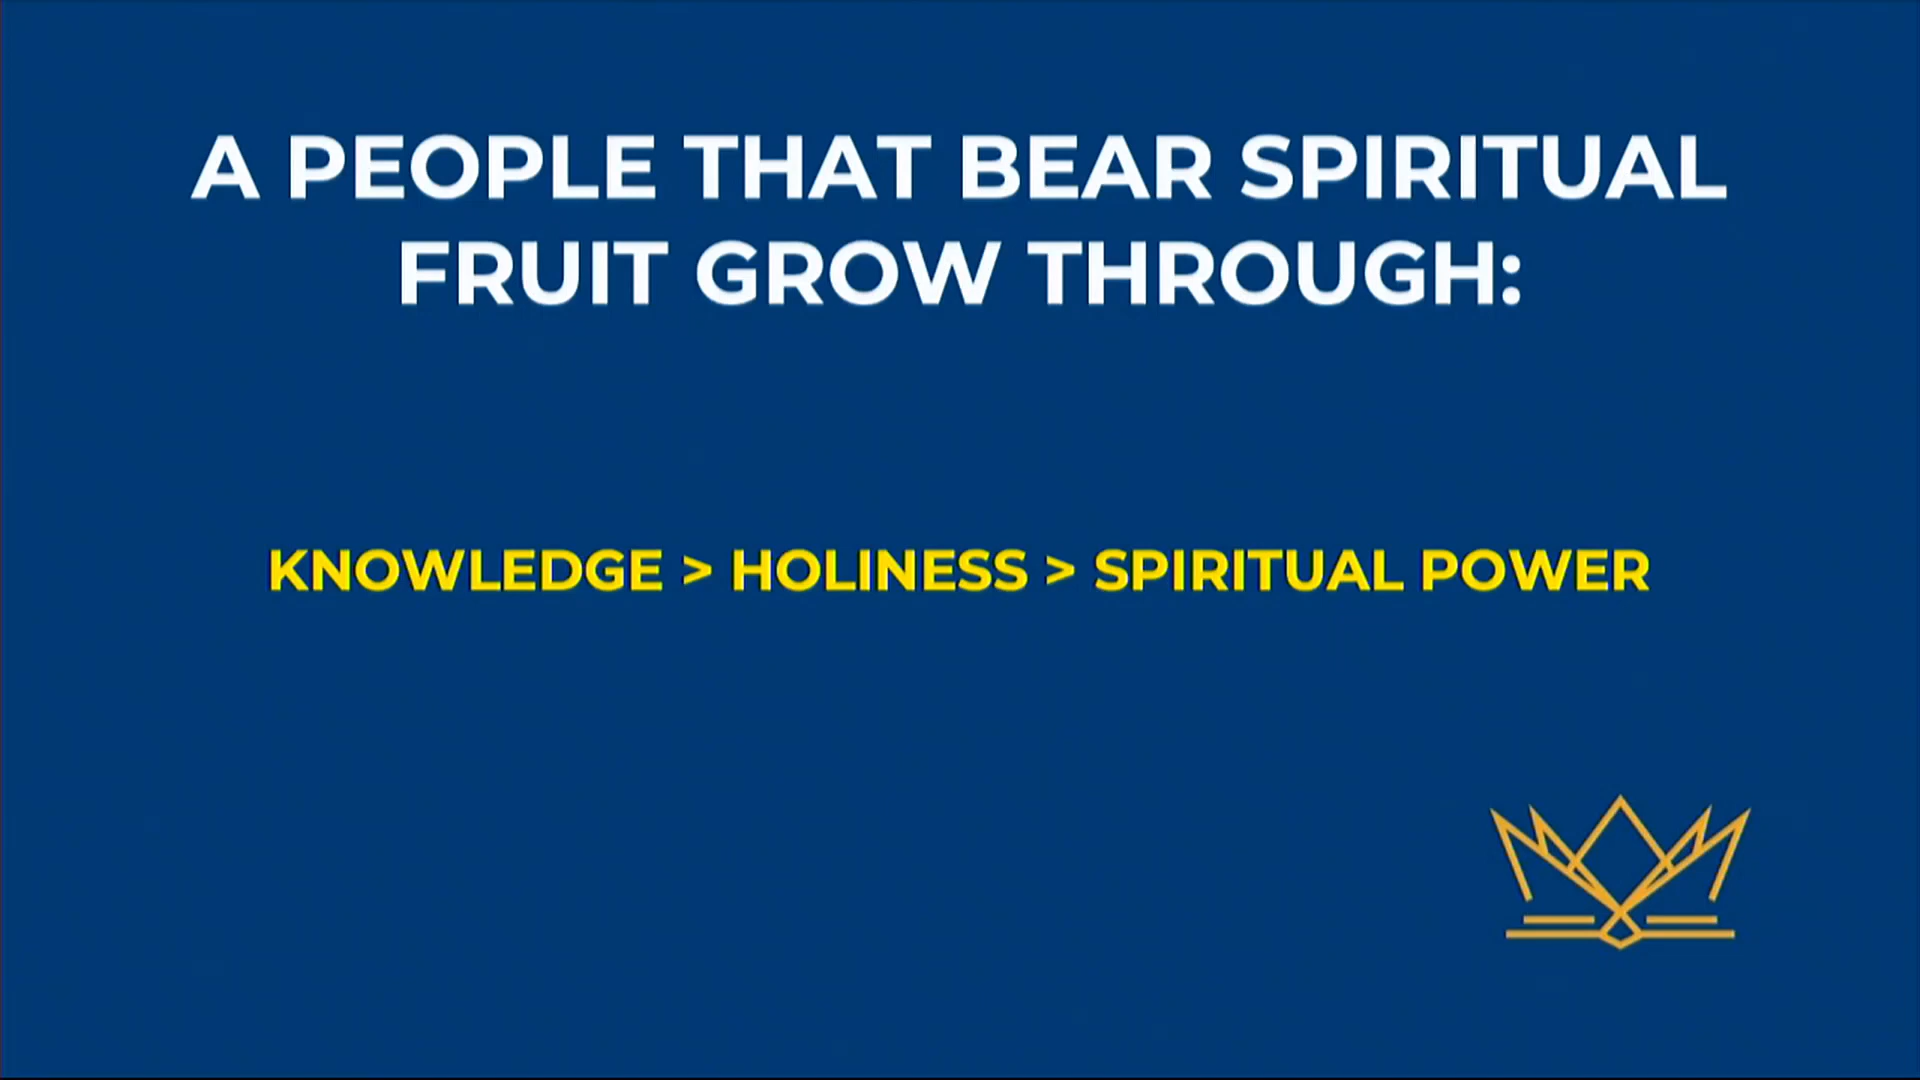 A PEOPLE THAT BEAR SPIRITUAL
FRUIT GROW THROUGH:
KNOWLEDGE > HOLINESS > SPIRITUAL POWER